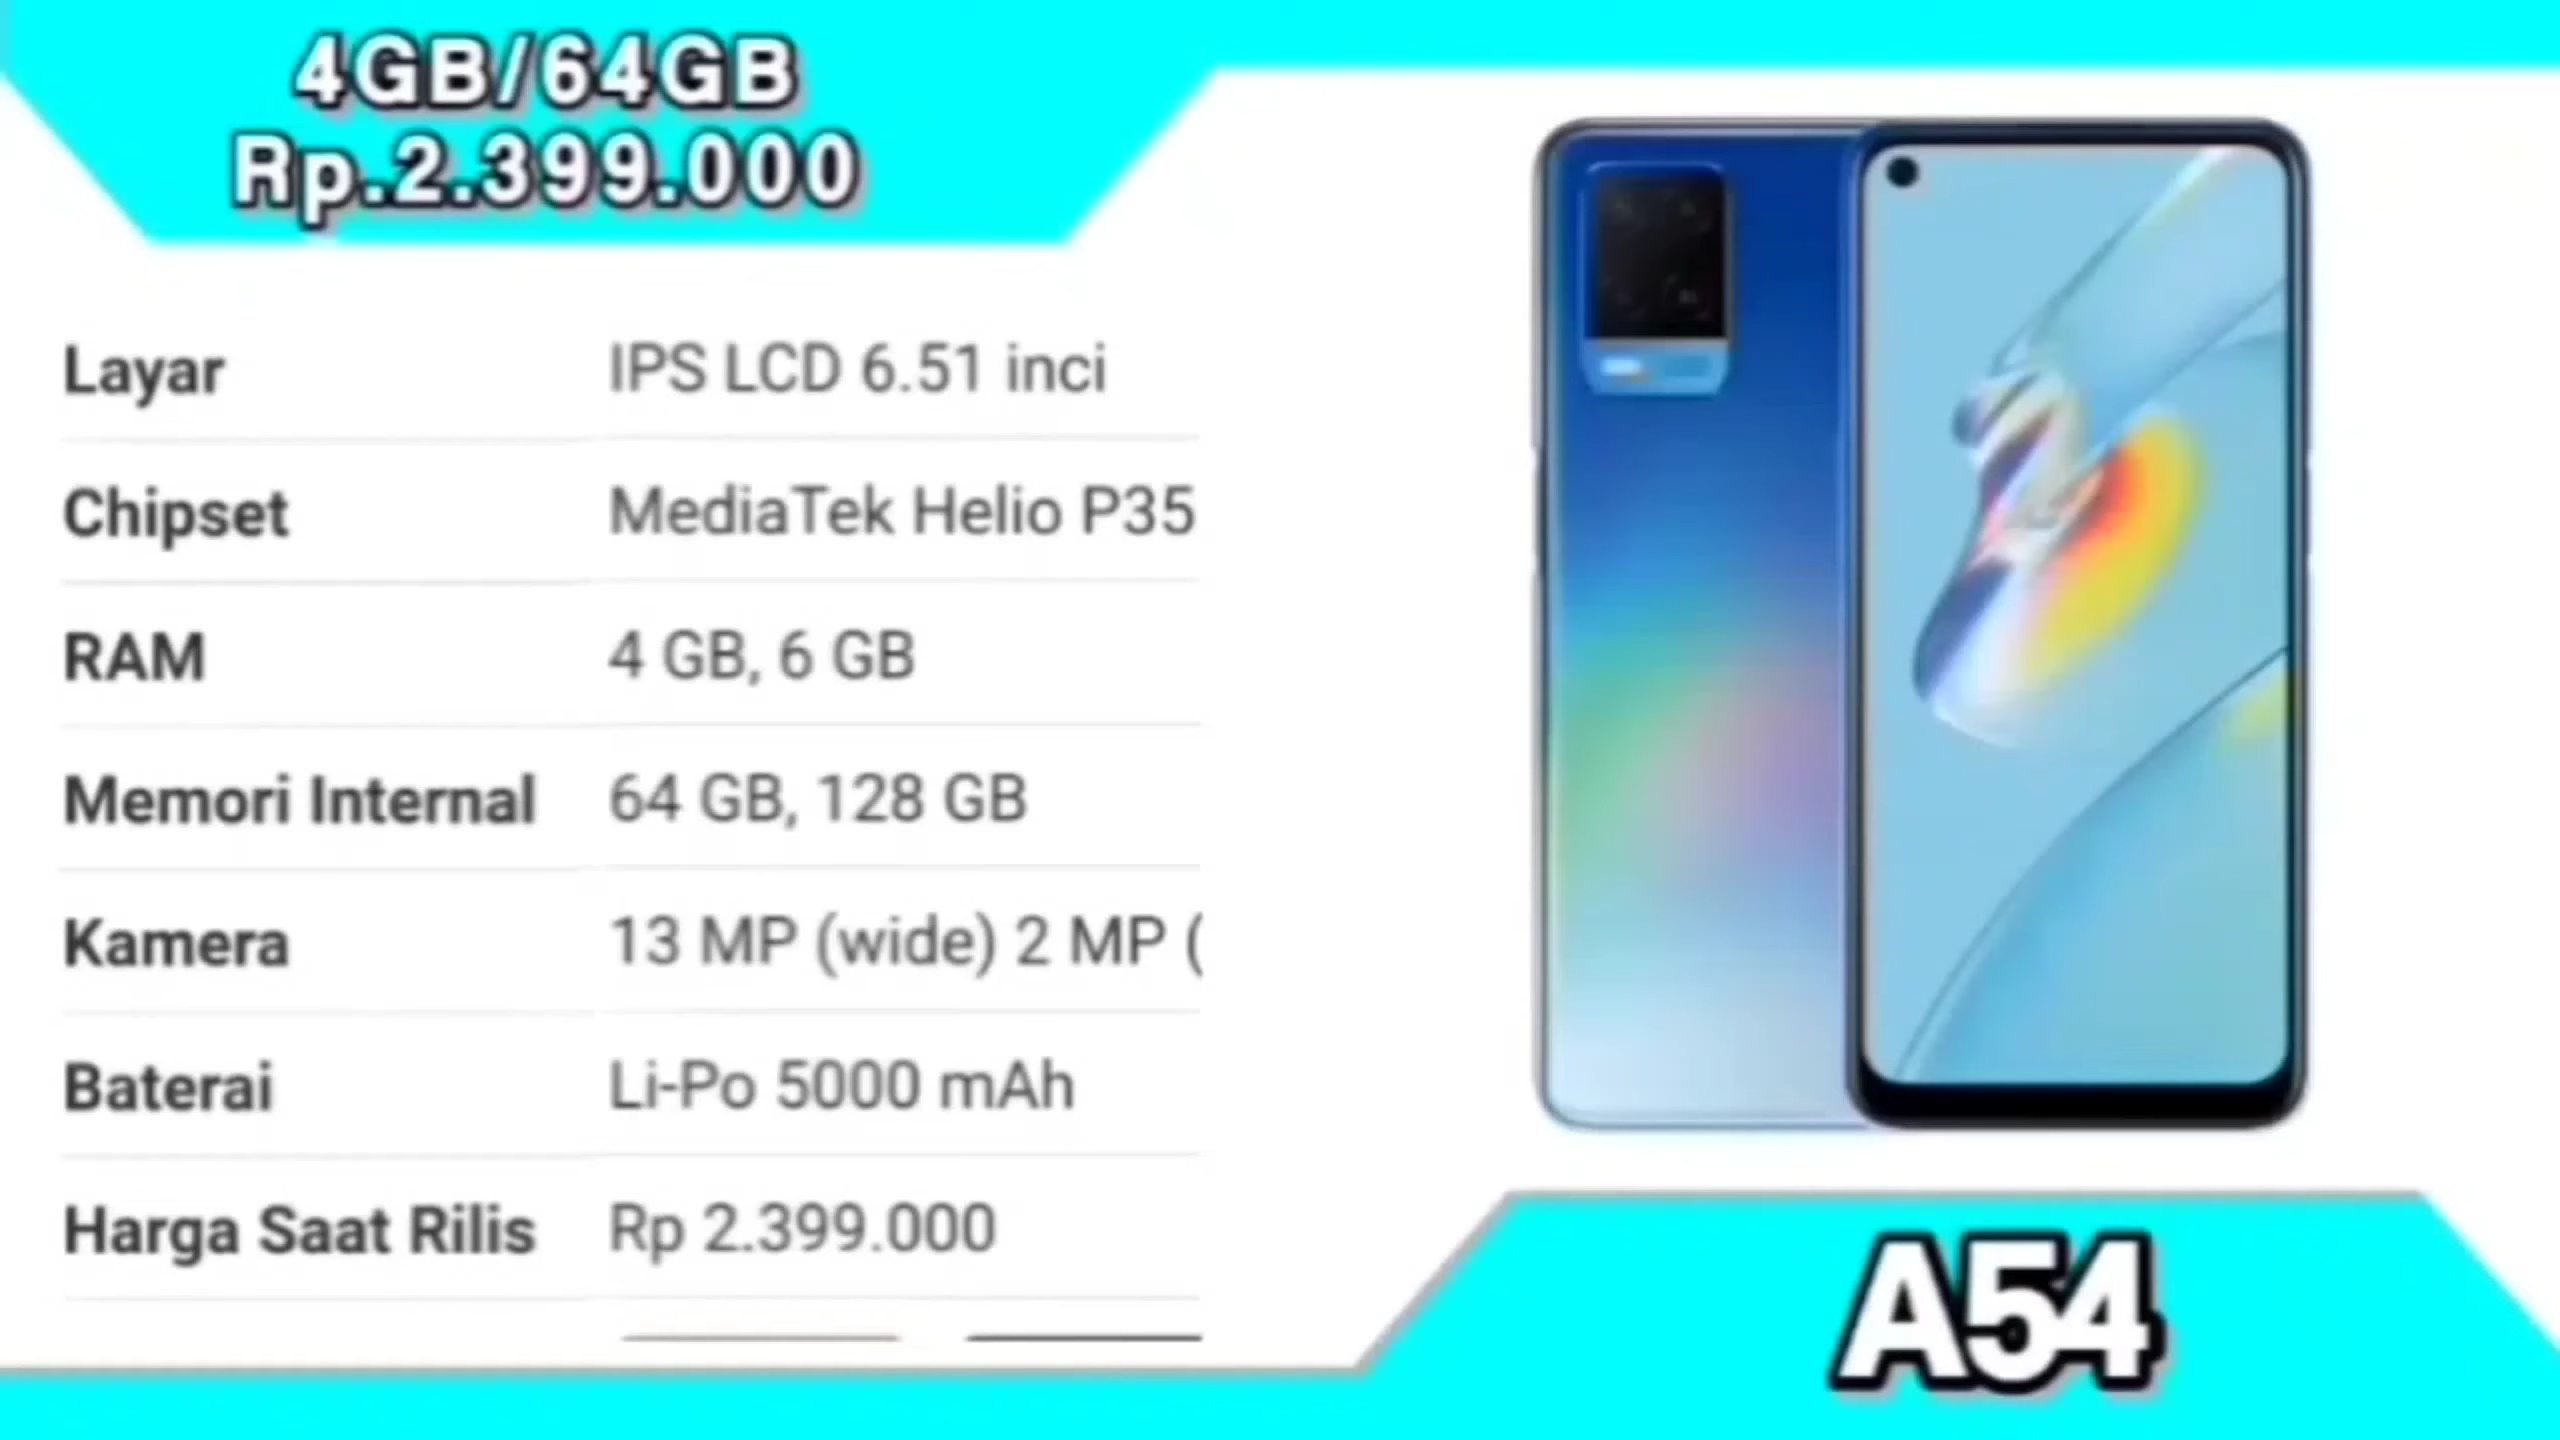 4GB/64GB
Rp.2.399.000
Layar IPS LCD 6.51 inci
Chipset MediaTek Helio P35
RAM 4 GB, 6 GB
Memori Internal 64 GB, 128 GB
Kamera 13 MP (wide) 2 MP (
Baterai Li-Po 5000 mAh
Harga Saat Rilis Rp 2.399.000
A54